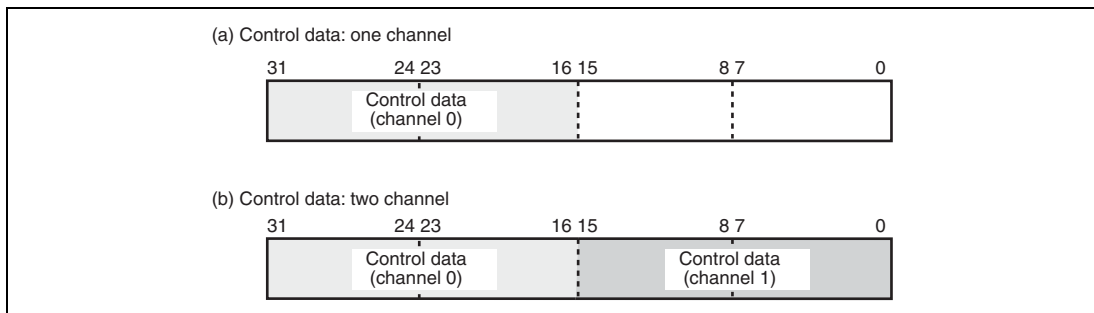 (a) Control data: one channel
31 24 23 16 15 8 7 0
Control data
(channel 0)
(b) Control data: two channel
31 24 23 16 15 8 7 0
Control data
(channel 0)
Control data
(channel 1)